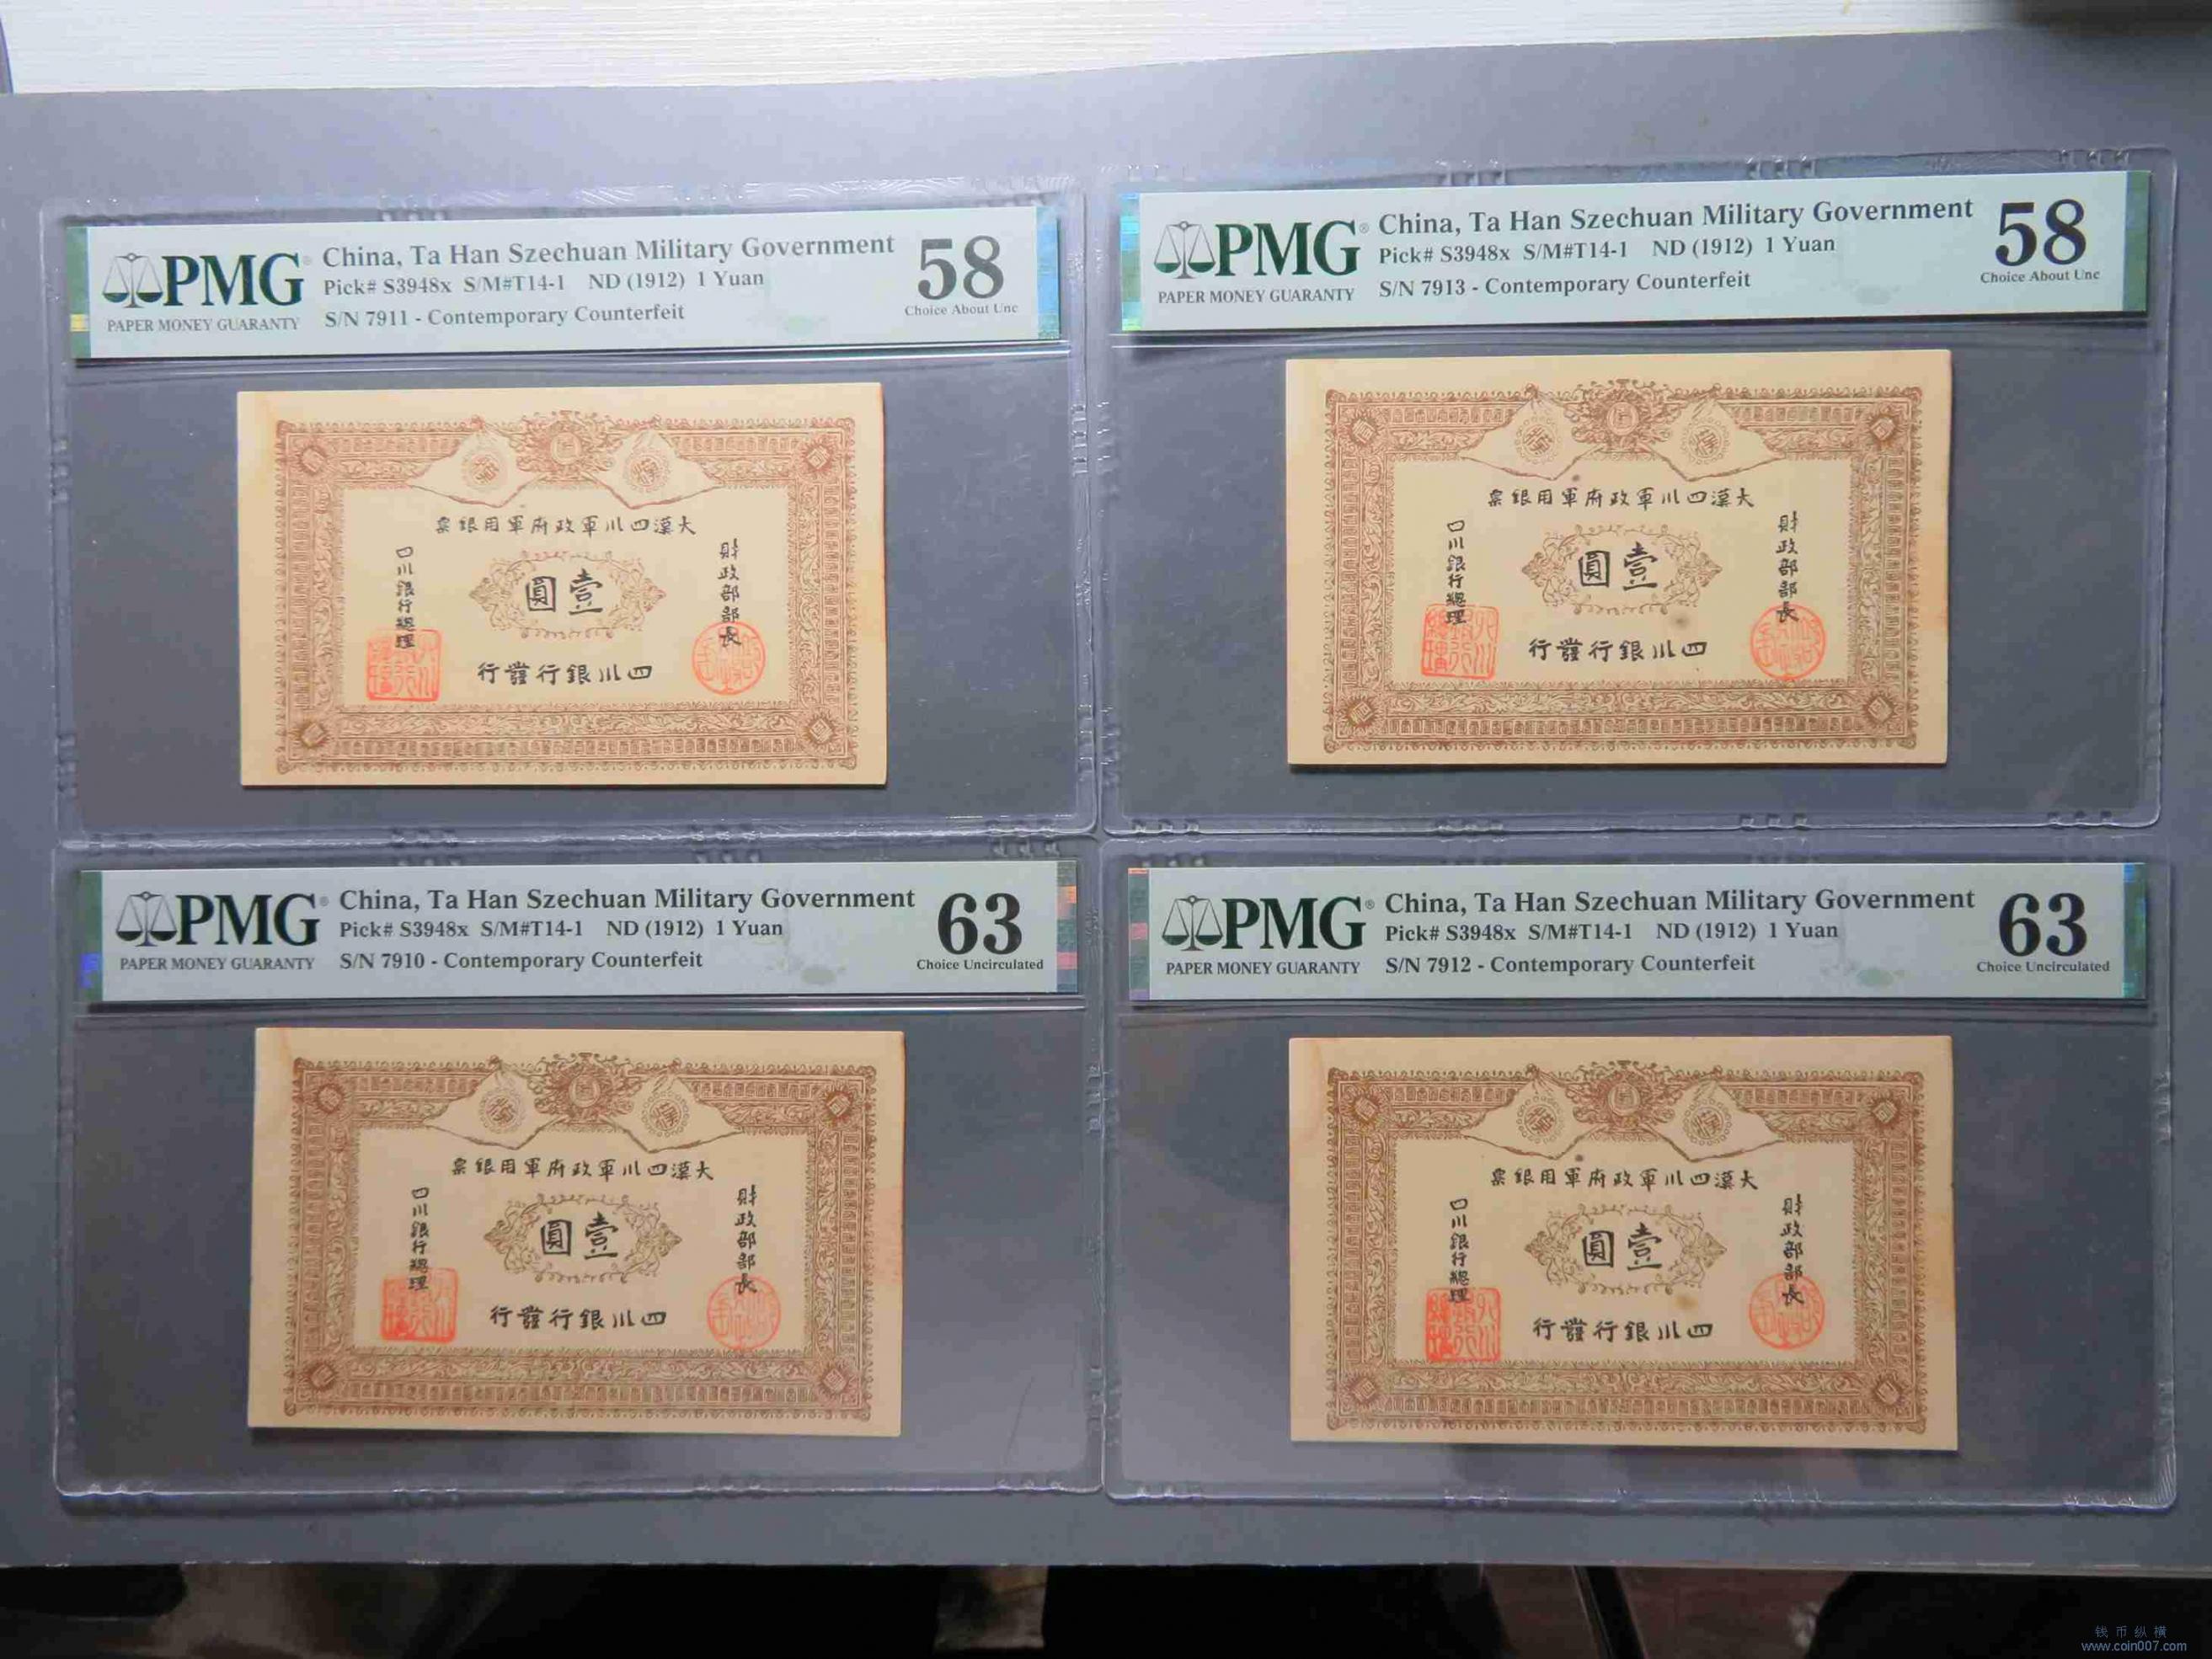 PMG®
PAPER MONEY GUARANTY
China, Ta Han Szechuan Military Government
Pick# S3948x S/M#T14-1 ND (1912) 1 Yuan
S/N 7911 - Contemporary Counterfeit
58
Choice About Unc
大漢四川軍政府軍用銀票
財政部部長
壹圓
四川銀行總理
四川銀行發行
PMG®
PAPER MONEY GUARANTY
China, Ta Han Szechuan Military Government
Pick# S3948x S/M#T14-1 ND (1912) 1 Yuan
S/N 7913 - Contemporary Counterfeit
58
Choice About Unc
大漢四川軍政府軍用銀票
財政部部長
壹圓
四川銀行總理
四川銀行發行
PMG®
PAPER MONEY GUARANTY
China, Ta Han Szechuan Military Government
Pick# S3948x S/M#T14-1 ND (1912) 1 Yuan
S/N 7910 - Contemporary Counterfeit
63
Choice Uncirculated
大漢四川軍政府軍用銀票
財政部部長
壹圓
四川銀行總理
四川銀行發行
PMG®
PAPER MONEY GUARANTY
China, Ta Han Szechuan Military Government
Pick# S3948x S/M#T14-1 ND (1912) 1 Yuan
S/N 7912 - Contemporary Counterfeit
63
Choice Uncirculated
大漢四川軍政府軍用銀票
財政部部長
壹圓
四川銀行總理
四川銀行發行
钱币纵横
www.coin007.com